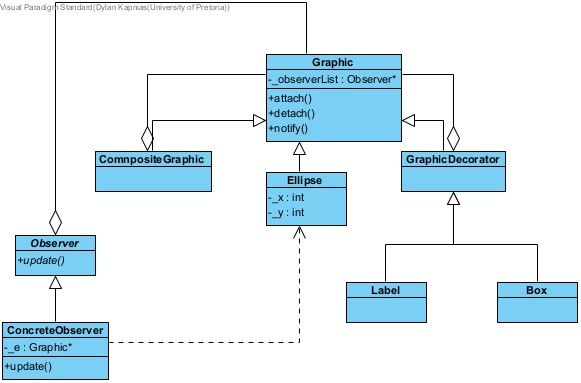 Visual Paradigm Standard(Dylan Kapnias(University of Pretoria))
Graphic
-_observerList : Observer*
+attach()
+detach()
+notify()
ComnpositeGraphic
Ellipse
-_x : int
-_y : int
GraphicDecorator
Observer
+update()
Label
Box
ConcreteObserver
-_e : Graphic*
+update()